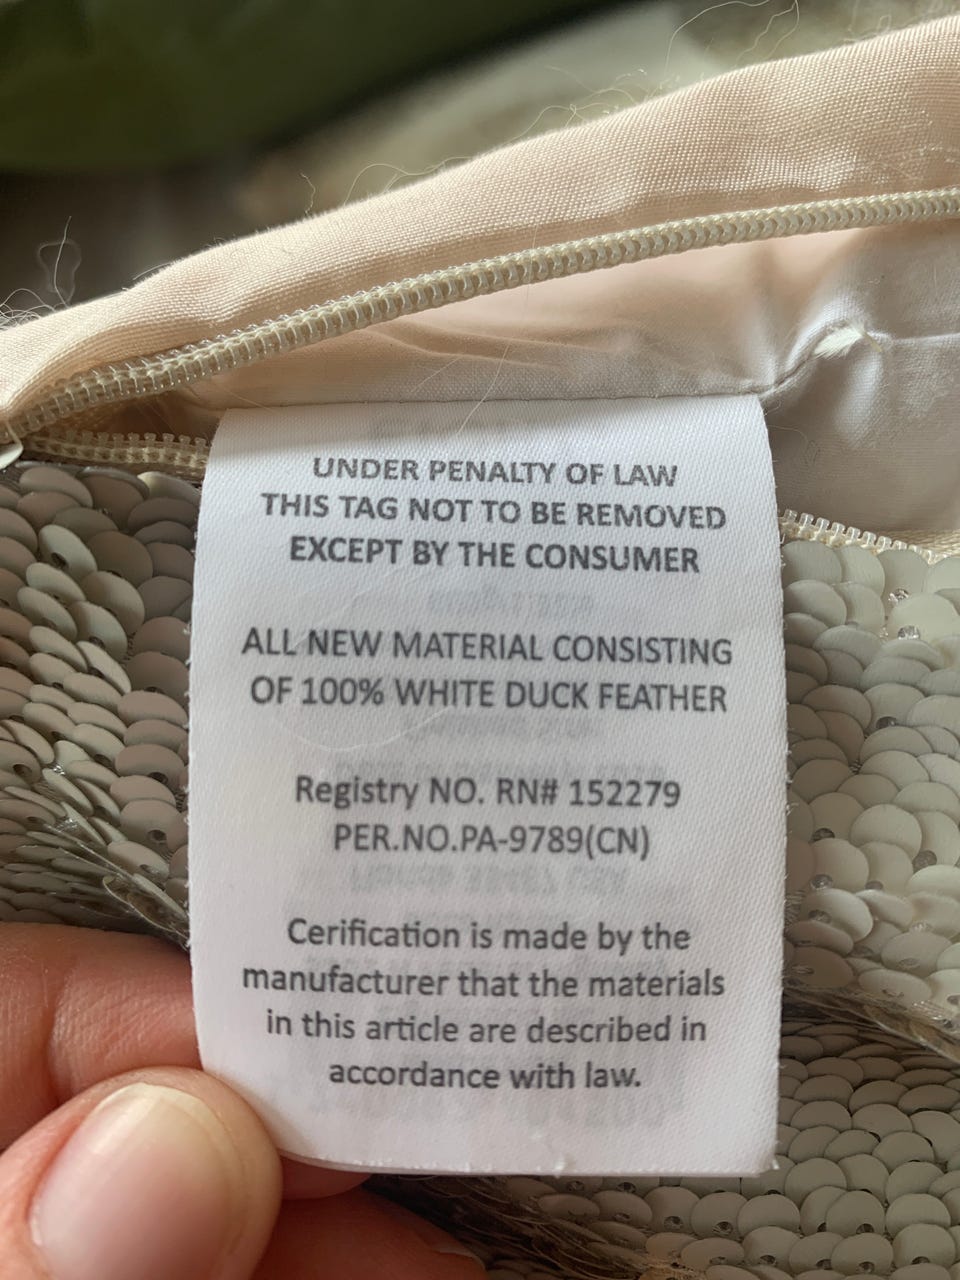 UNDER PENALTY OF LAW
THIS TAG NOT TO BE REMOVED
EXCEPT BY THE CONSUMER
ALL NEW MATERIAL CONSISTING
OF 100% WHITE DUCK FEATHER
Registry NO. RN# 152279
PER.NO.PA-9789(CN)
Cerification is made by the
manufacturer that the materials
in this article are described in
accordance with law.